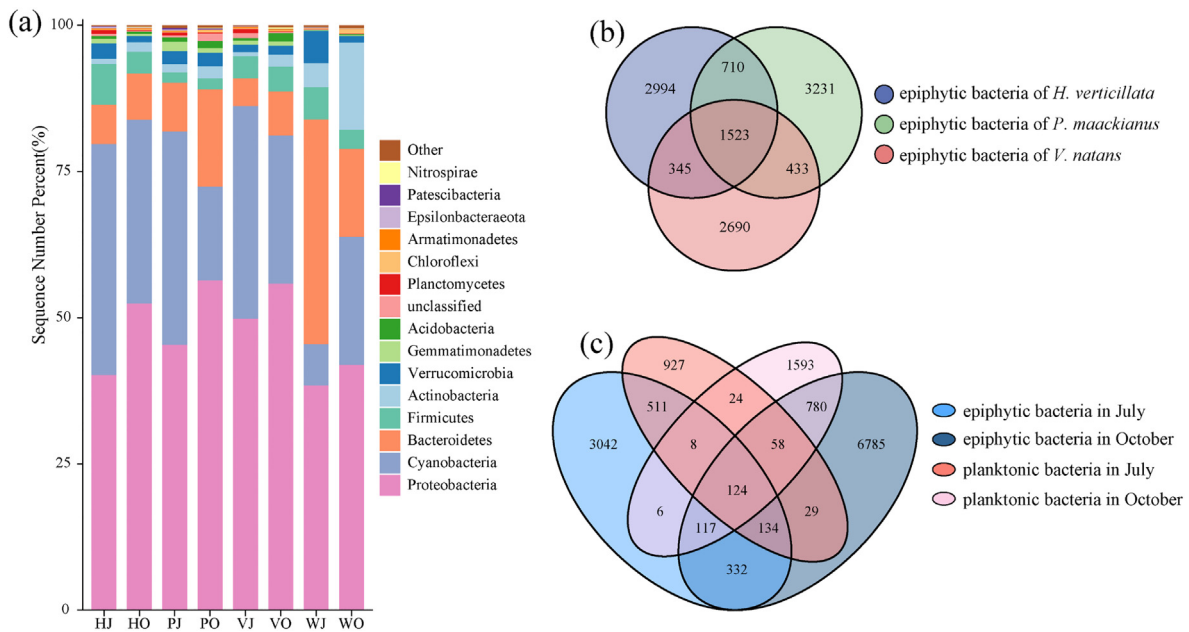 (a)
Sequence Number Percent(%)
100
75
50
25
0
HJ HO PJ PO VJ VO WJ WO
Other
Nitrospirae
Patescibacteria
Epsilonbacteraeota
Armatimonadetes
Chloroflexi
Planctomycetes
unclassified
Acidobacteria
Gemmatimonadetes
Verrucomicrobia
Actinobacteria
Firmicutes
Bacteroidetes
Cyanobacteria
Proteobacteria
(b)
2994 710 3231
1523
345 433
2690
epiphytic bacteria of H. verticillata
epiphytic bacteria of P. maackianus
epiphytic bacteria of V. natans
(c)
927 1593
511 24 780
3042 8 58 6785
124
6 117 134 29
332
epiphytic bacteria in July
epiphytic bacteria in October
planktonic bacteria in July
planktonic bacteria in October